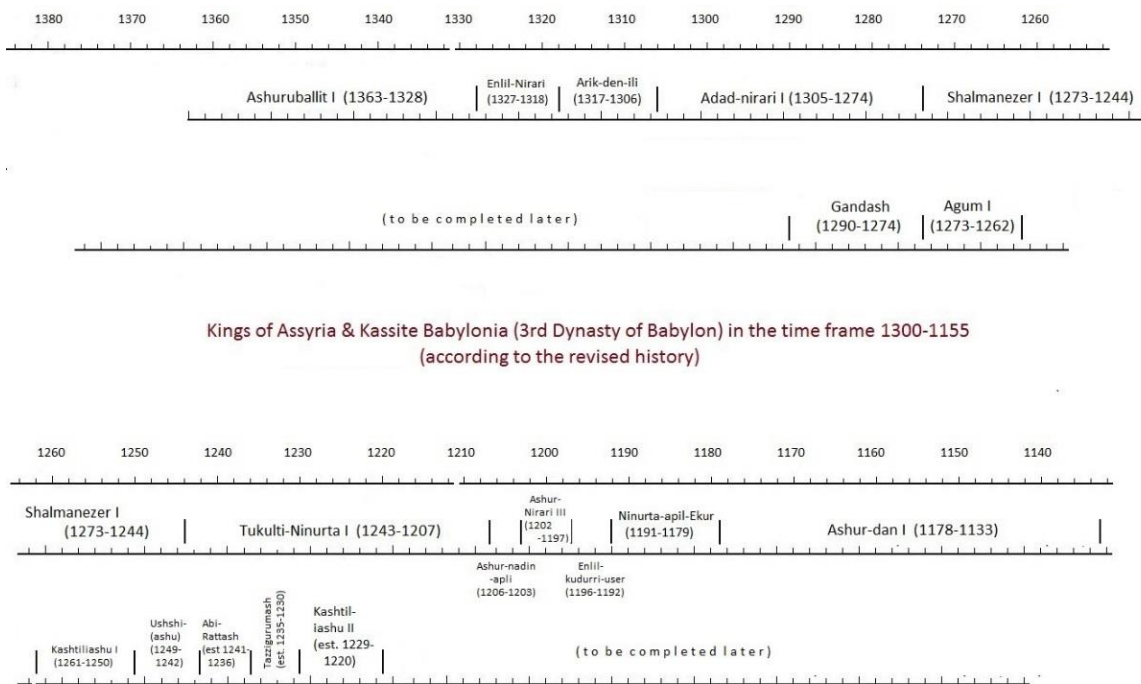 1380 1370 1360 1350 1340 1330 1320 1310 1300 1290 1280 1270 1260
Ashuruballit I (1363-1328)
Enlil-Nirari
(1327-1318)
Arik-den-ili
(1317-1306)
Adad-nirari I (1305-1274)
Shalmanezer I (1273-1244)
(to be completed later)
Gandash
(1290-1274)
Agum I
(1273-1262)
Kings of Assyria & Kassite Babylonia (3rd Dynasty of Babylon) in the time frame 1300-1155
(according to the revised history)
1260 1250 1240 1230 1220 1210 1200 1190 1180 1170 1160 1150 1140
Shalmanezer I
(1273-1244)
Tukulti-Ninurta I (1243-1207)
Ashur-
Nirari III
(1202
-1197)
Ninurta-apil-Ekur
(1191-1179)
Ashur-dan I (1178-1133)
Ashur-nadin
-apli
(1206-1203)
Enlil-
kudurri-user
(1196-1192)
Kashtiliashu I
(1261-1250)
Ushshi-
(ashu)
(1249-
1242)
Abi-
Rattash
(est 1241-
1236)
Tazzigurumash
(est. 1235-1230)
Kashtil-
iashu II
(est. 1229-
1220)
(to be completed later)